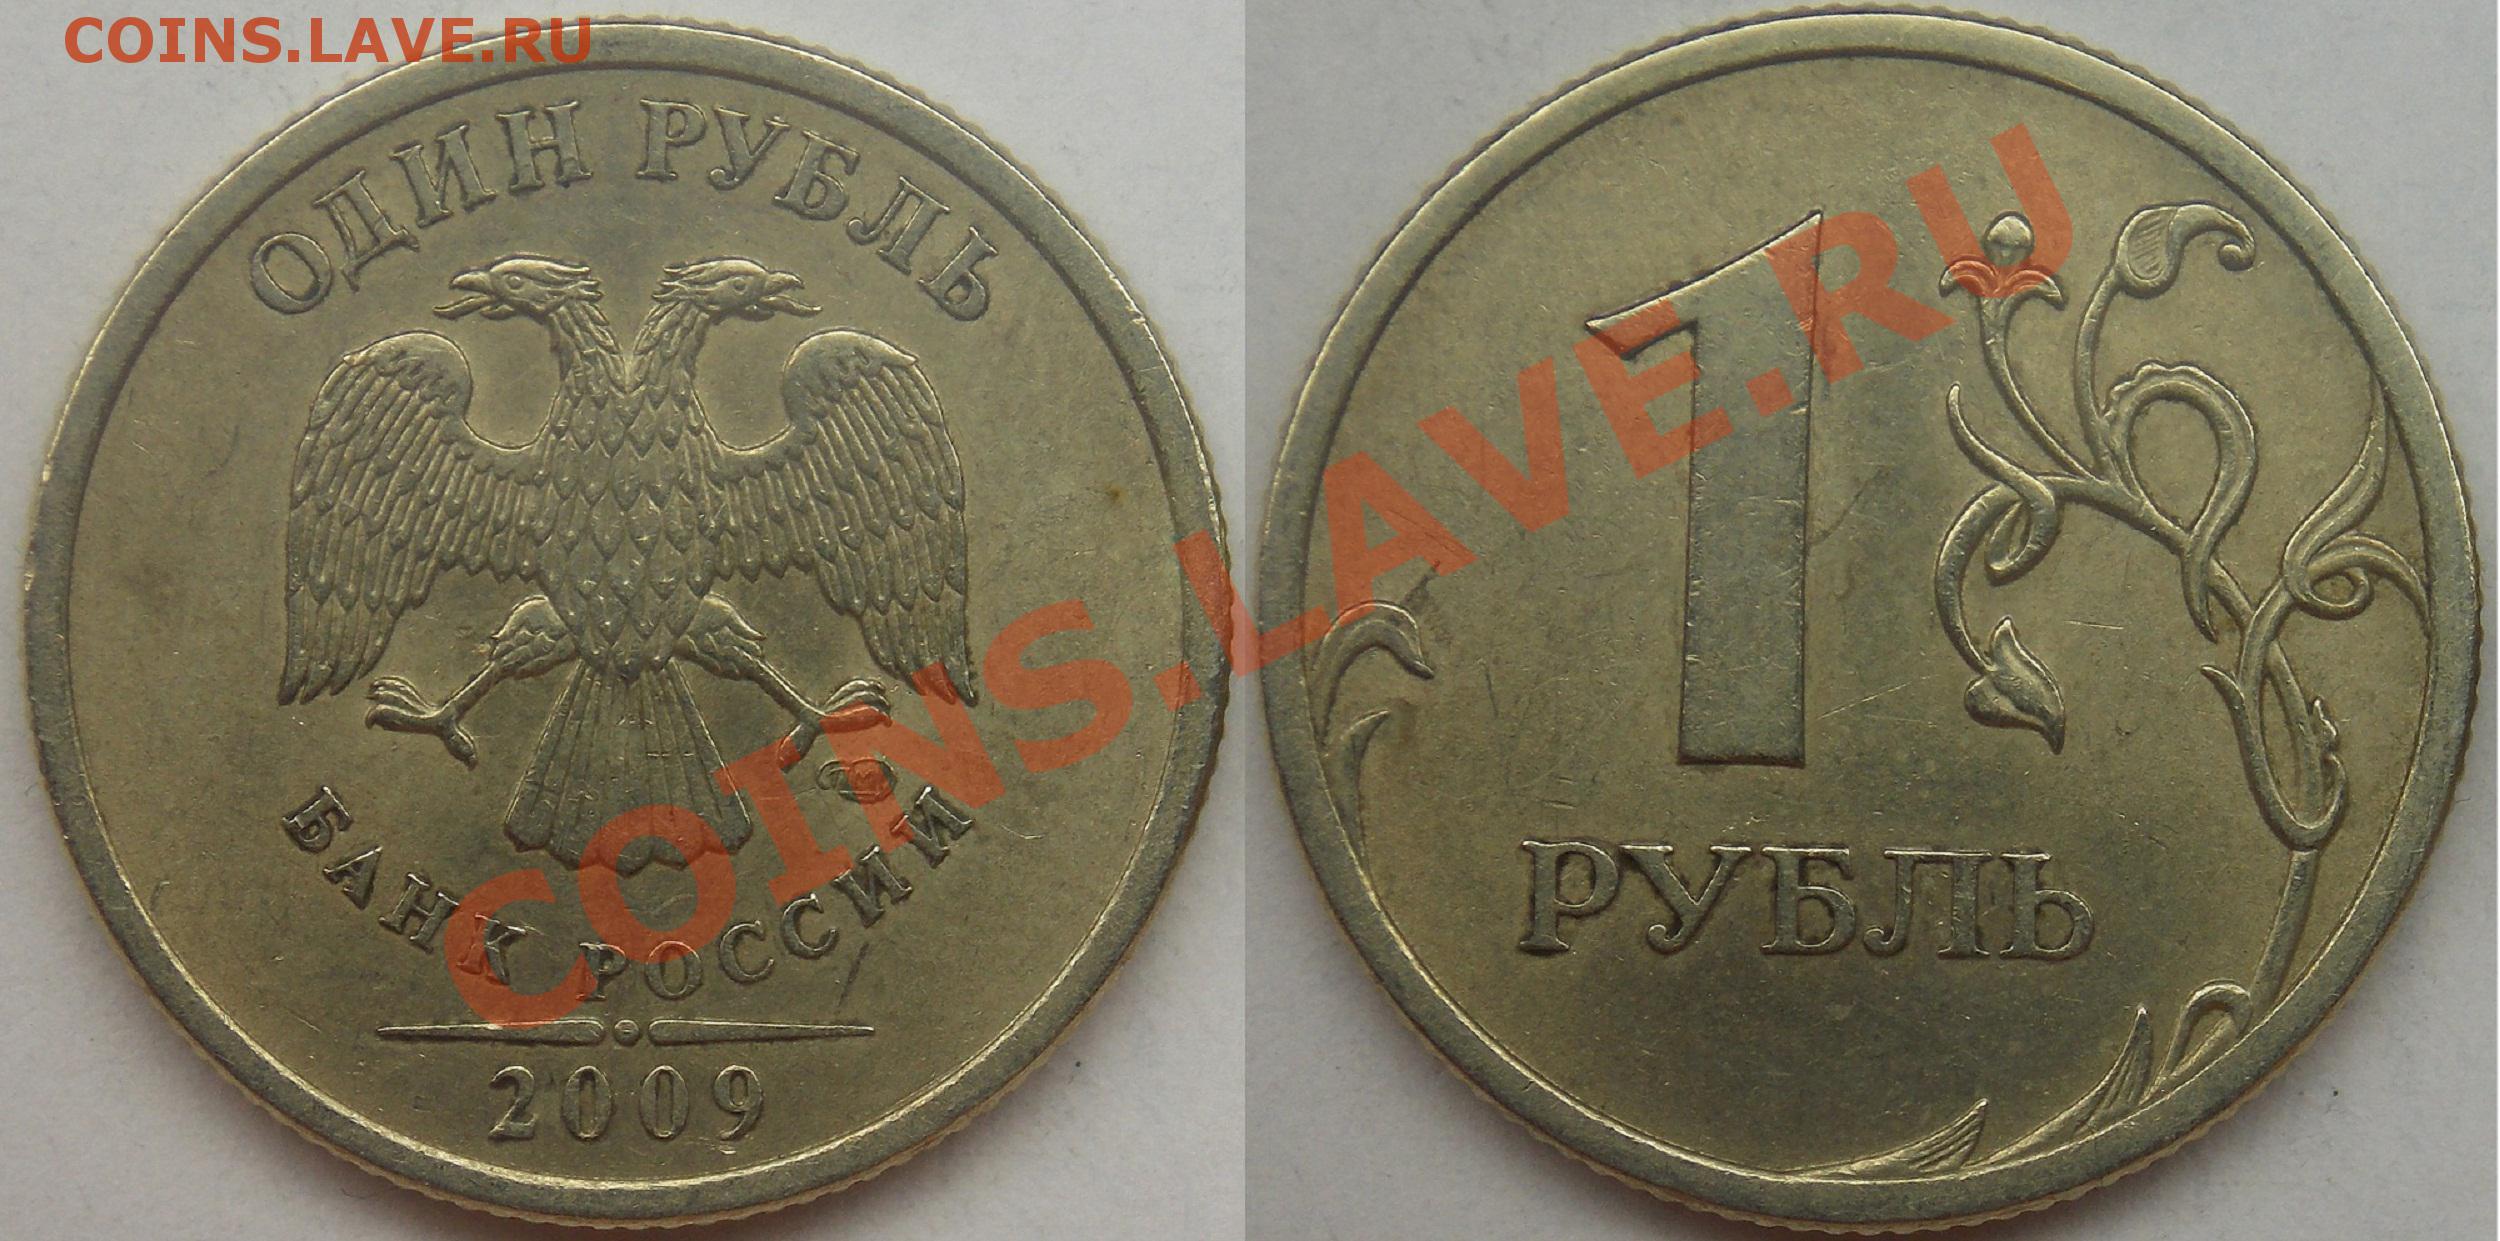 COINS.LAVE.RU
ОДИН РУБЛЬ
БАНК РОССИИ
2009
1
РУБЛЬ
COINS.LAVE.RU